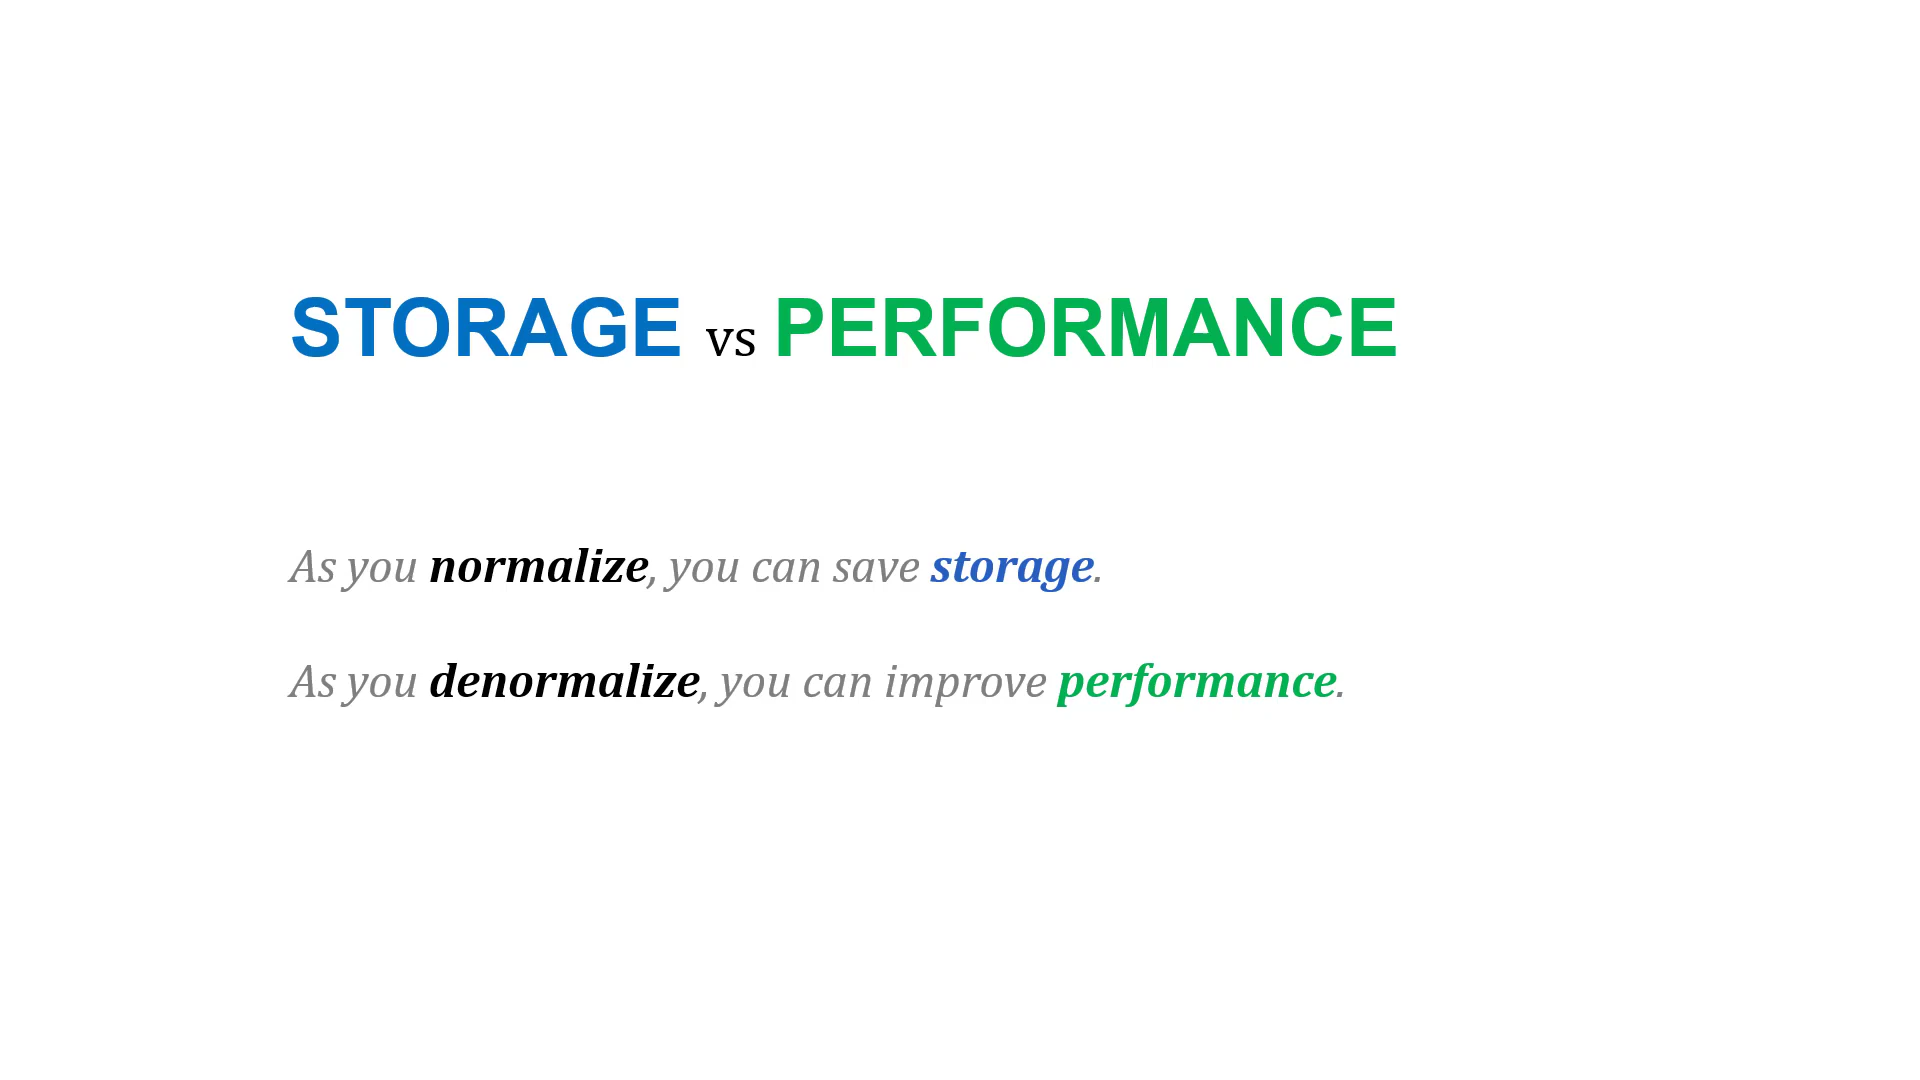 STORAGE vs PERFORMANCE
As you normalize, you can save storage.
As you denormalize, you can improve performance.